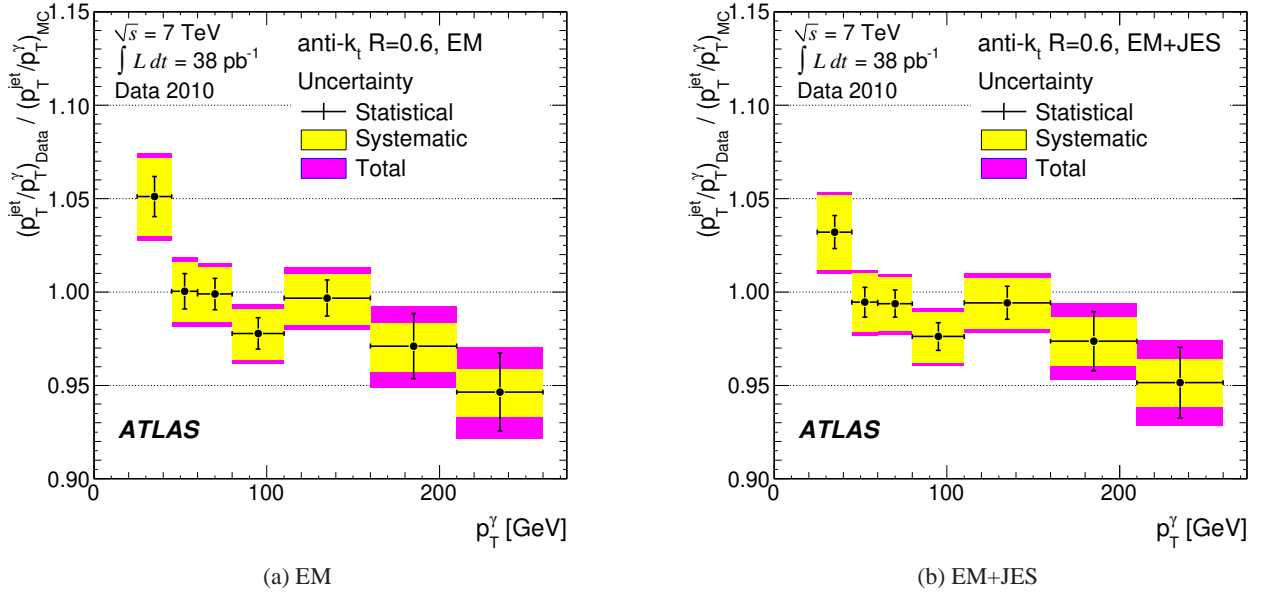 (p_T^jet/p_T^γ)_Data / (p_T^jet/p_T^γ)_MC
1.15
1.10
1.05
1.00
0.95
0.90
√s = 7 TeV
∫ L dt = 38 pb⁻¹
Data 2010
anti-k_t R=0.6, EM
Uncertainty
Statistical
Systematic
Total
ATLAS
0 100 200
p_T^γ [GeV]
(a) EM
(p_T^jet/p_T^γ)_Data / (p_T^jet/p_T^γ)_MC
1.15
1.10
1.05
1.00
0.95
0.90
√s = 7 TeV
∫ L dt = 38 pb⁻¹
Data 2010
anti-k_t R=0.6, EM+JES
Uncertainty
Statistical
Systematic
Total
ATLAS
0 100 200
p_T^γ [GeV]
(b) EM+JES